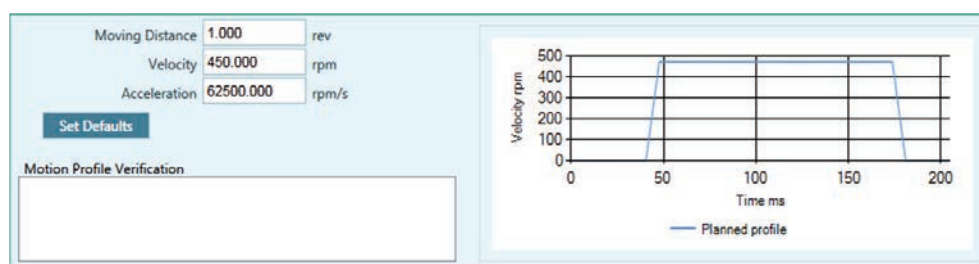 Moving Distance 1.000 rev
Velocity 450.000 rpm
Acceleration 62500.000 rpm/s
Set Defaults
Motion Profile Verification
Velocity rpm
500
400
300
200
100
0
0 50 100 150 200
Time ms
Planned profile